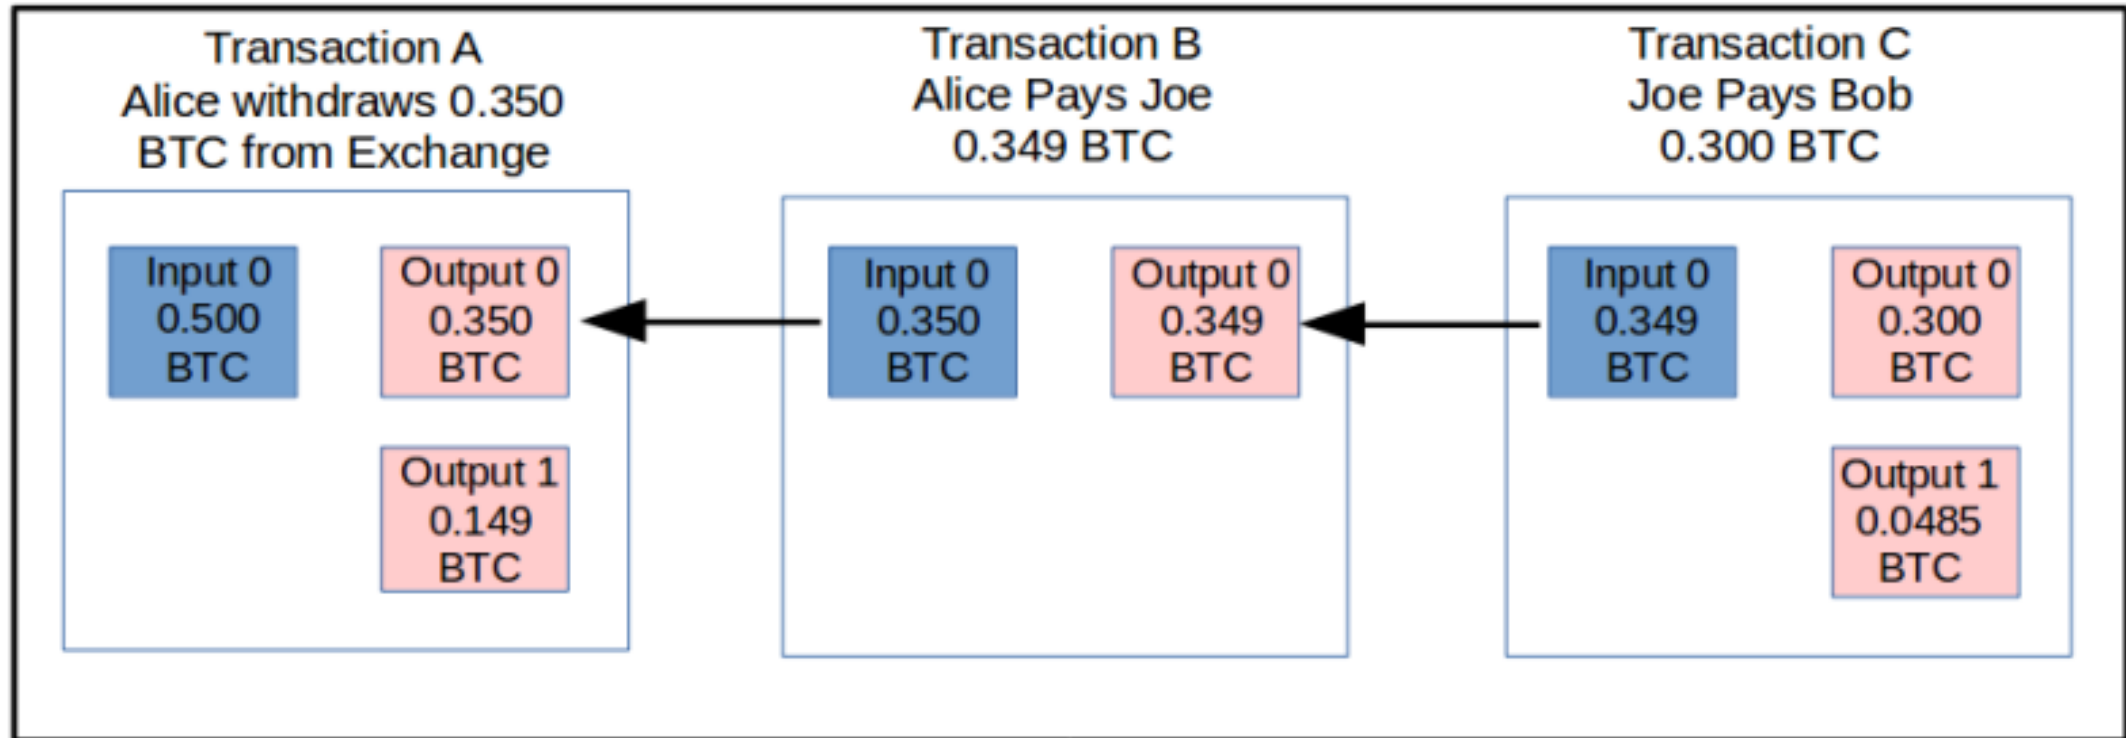 Transaction A
Alice withdraws 0.350
BTC from Exchange
Input 0
0.500
BTC
Output 0
0.350
BTC
Output 1
0.149
BTC
Transaction B
Alice Pays Joe
0.349 BTC
Input 0
0.350
BTC
Output 0
0.349
BTC
Transaction C
Joe Pays Bob
0.300 BTC
Input 0
0.349
BTC
Output 0
0.300
BTC
Output 1
0.0485
BTC